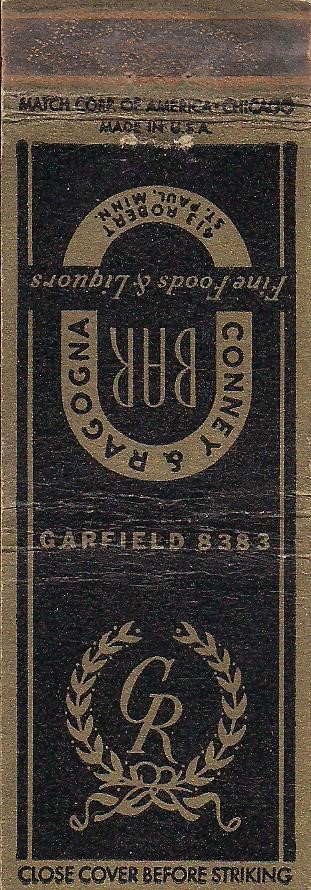 MATCH CORP. OF AMERICA • CHICAGO
MADE IN U.S.A.
CONNEY & RAGOGNA
BAR
Fine Foods & Liquors
413 ROBERT
ST. PAUL, MINN.
GARFIELD 8383
CR
CLOSE COVER BEFORE STRIKING